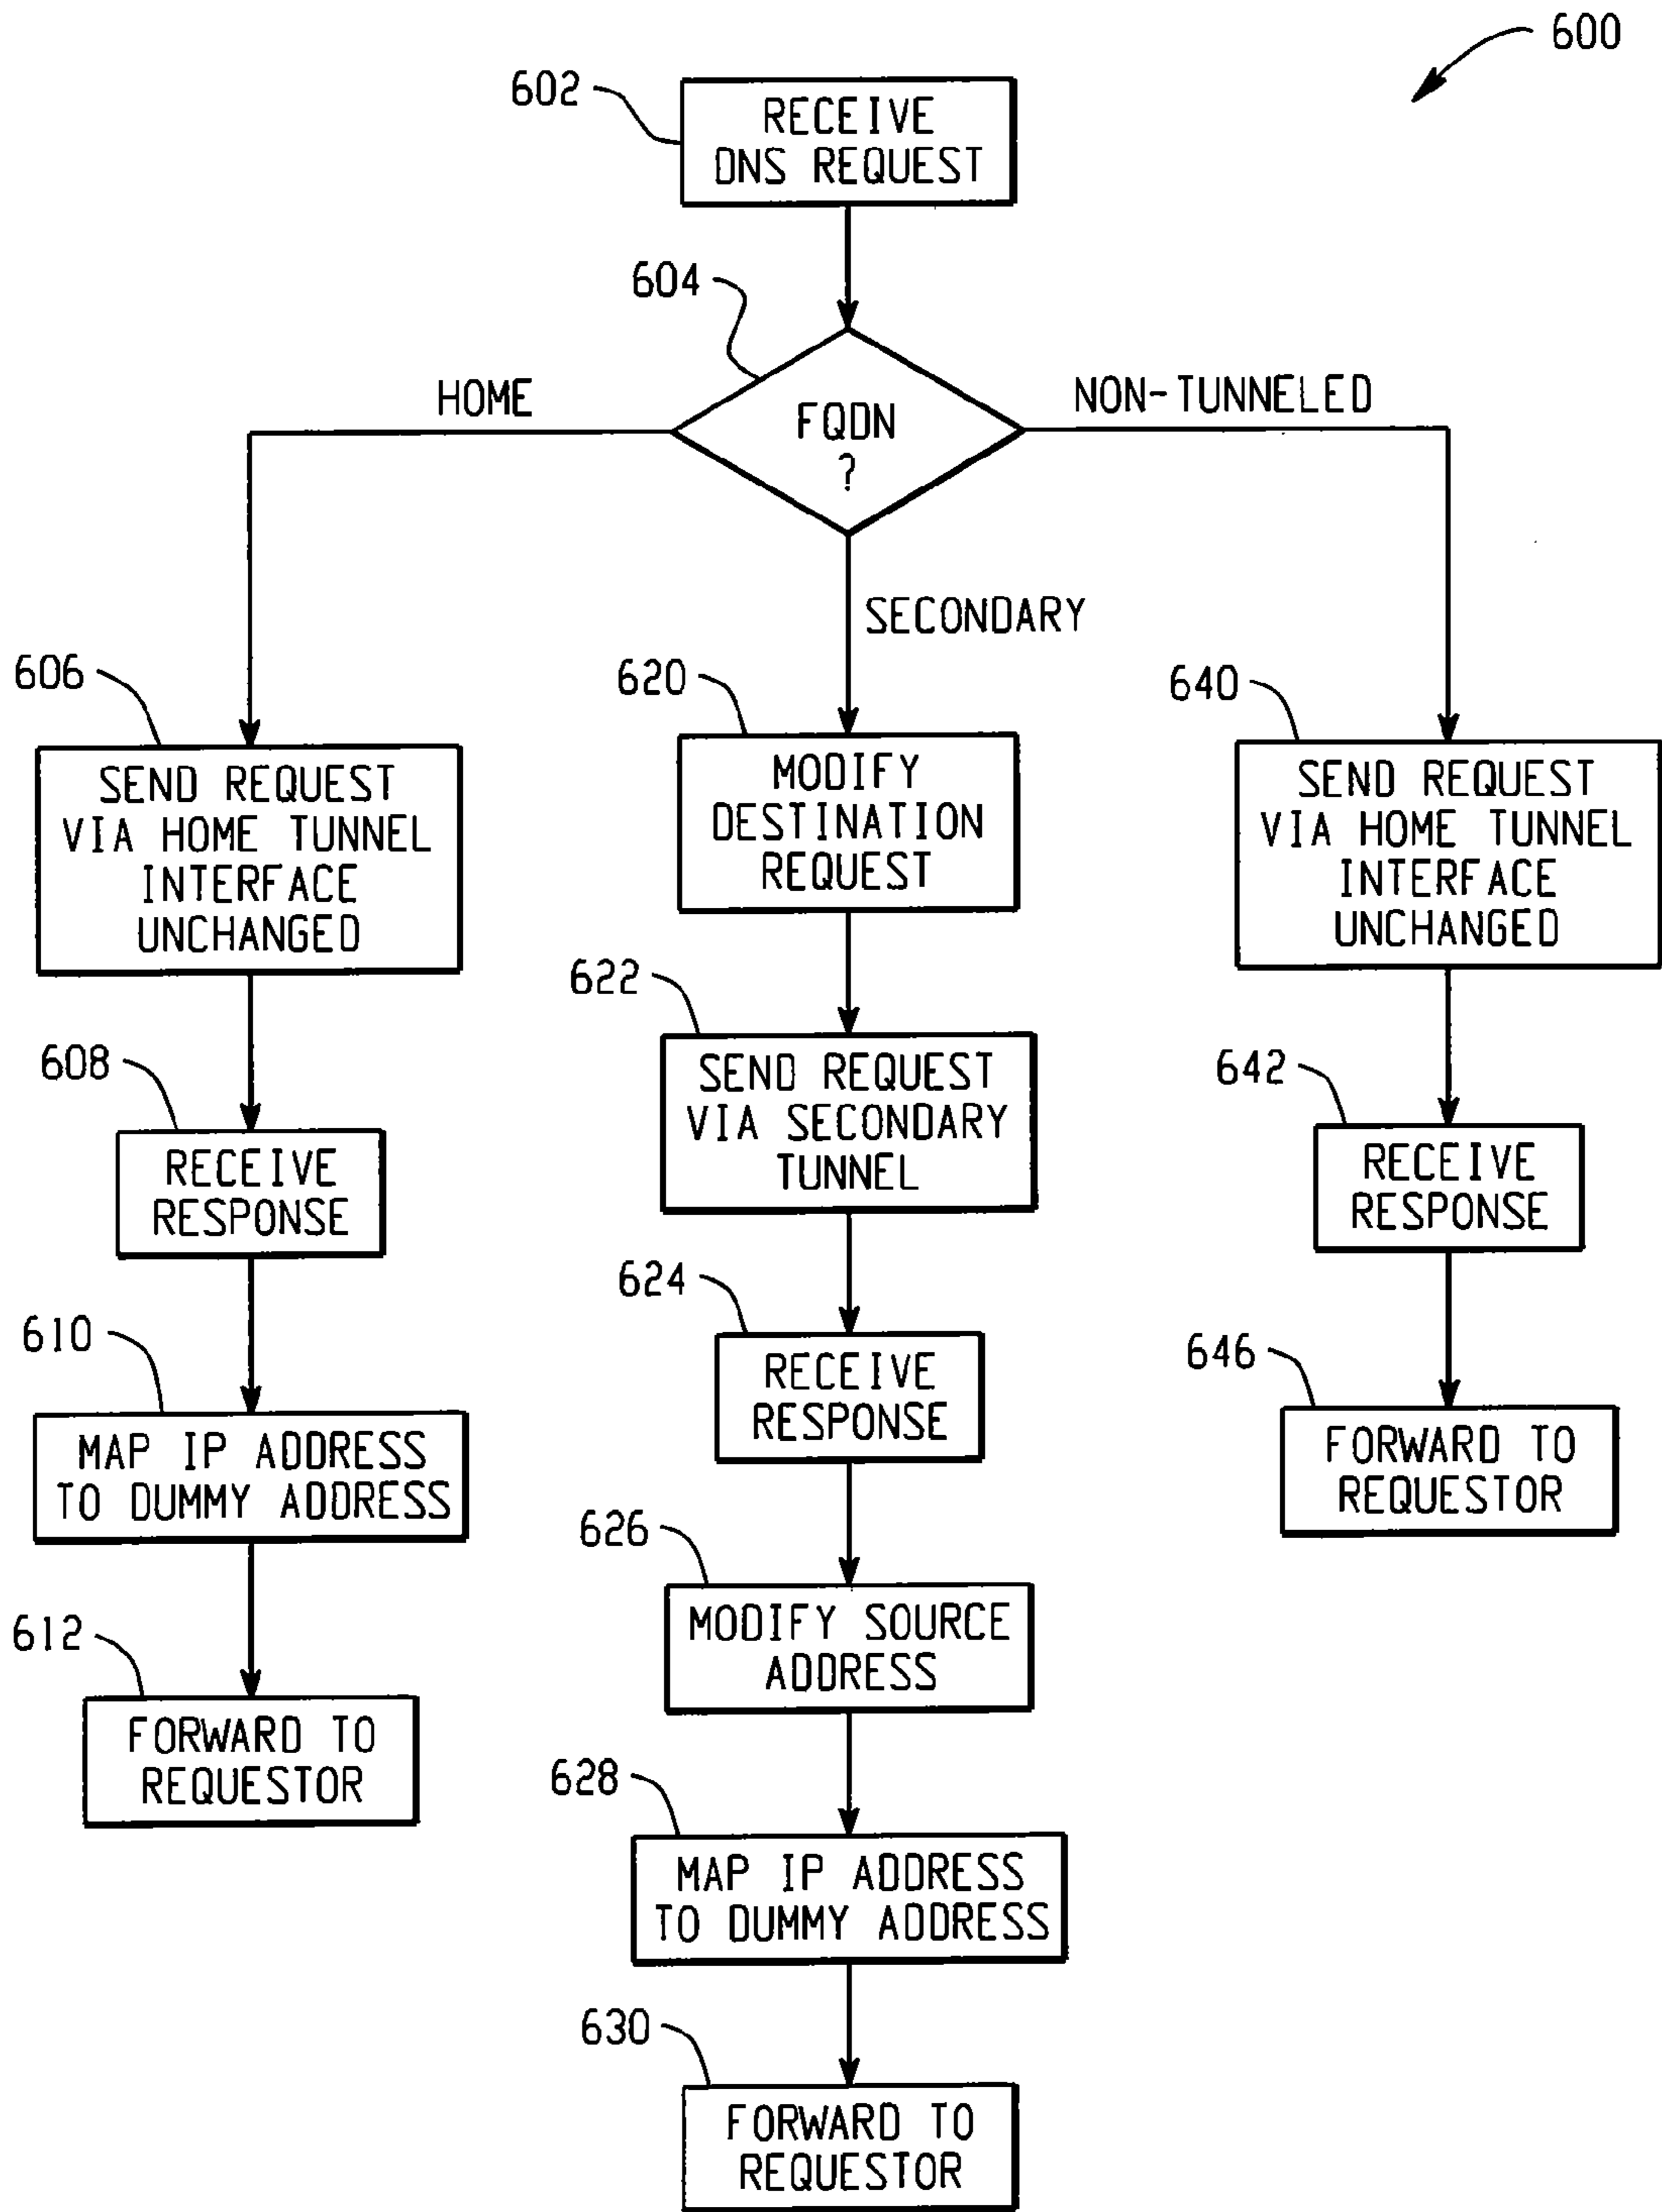 600
602
RECEIVE
DNS REQUEST
604
FQDN
?
HOME
SECONDARY
NON-TUNNELED
606
SEND REQUEST
VIA HOME TUNNEL
INTERFACE
UNCHANGED
608
RECEIVE
RESPONSE
610
MAP IP ADDRESS
TO DUMMY ADDRESS
612
FORWARD TO
REQUESTOR
620
MODIFY
DESTINATION
REQUEST
622
SEND REQUEST
VIA SECONDARY
TUNNEL
624
RECEIVE
RESPONSE
626
MODIFY SOURCE
ADDRESS
628
MAP IP ADDRESS
TO DUMMY ADDRESS
630
FORWARD TO
REQUESTOR
640
SEND REQUEST
VIA HOME TUNNEL
INTERFACE
UNCHANGED
642
RECEIVE
RESPONSE
646
FORWARD TO
REQUESTOR